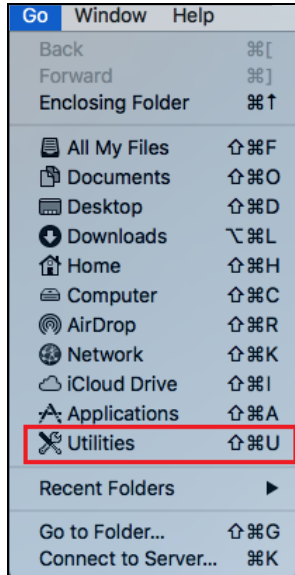 Go Window Help
Back ⌘[
Forward ⌘]
Enclosing Folder ⌘↑
All My Files ⇧⌘F
Documents ⇧⌘O
Desktop ⇧⌘D
Downloads ⌥⌘L
Home ⇧⌘H
Computer ⇧⌘C
AirDrop ⇧⌘R
Network ⇧⌘K
iCloud Drive ⇧⌘I
Applications ⇧⌘A
Utilities ⇧⌘U
Recent Folders ▶
Go to Folder... ⇧⌘G
Connect to Server... ⌘K